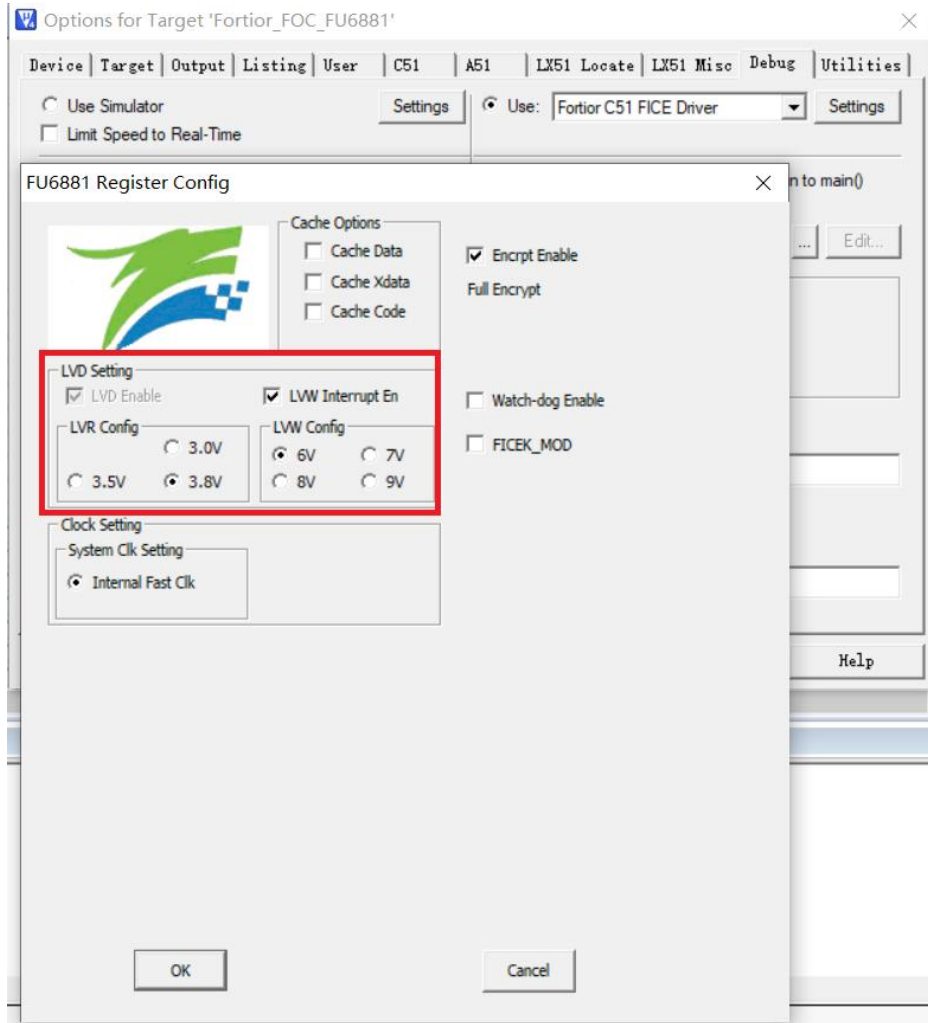 Options for Target 'Fortior_FOC_FU6881'
Device Target Output Listing User C51 A51 LX51 Locate LX51 Misc Debug Utilities
Use Simulator Settings Use: Fortior C51 FICE Driver Settings
Limit Speed to Real-Time
FU6881 Register Config
n to main()
... Edit...
Cache Options
Cache Data
Cache Xdata
Cache Code
Encrpt Enable
Full Encrypt
LVD Setting
LVD Enable LVW Interrupt En
LVR Config LVW Config
3.0V 6V 7V
3.5V 3.8V 8V 9V
Watch-dog Enable
FICEK_MOD
Clock Setting
System Clk Setting
Internal Fast Clk
Help
OK Cancel